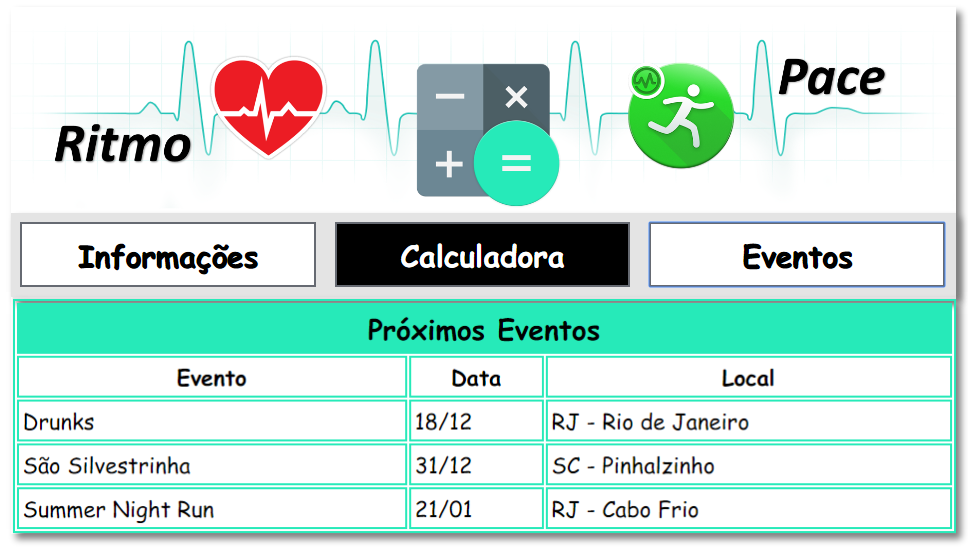 Pace
Ritmo
Informações Calculadora Eventos
Próximos Eventos
Evento Data Local
Drunks 18/12 RJ - Rio de Janeiro
São Silvestrinha 31/12 SC - Pinhalzinho
Summer Night Run 21/01 RJ - Cabo Frio